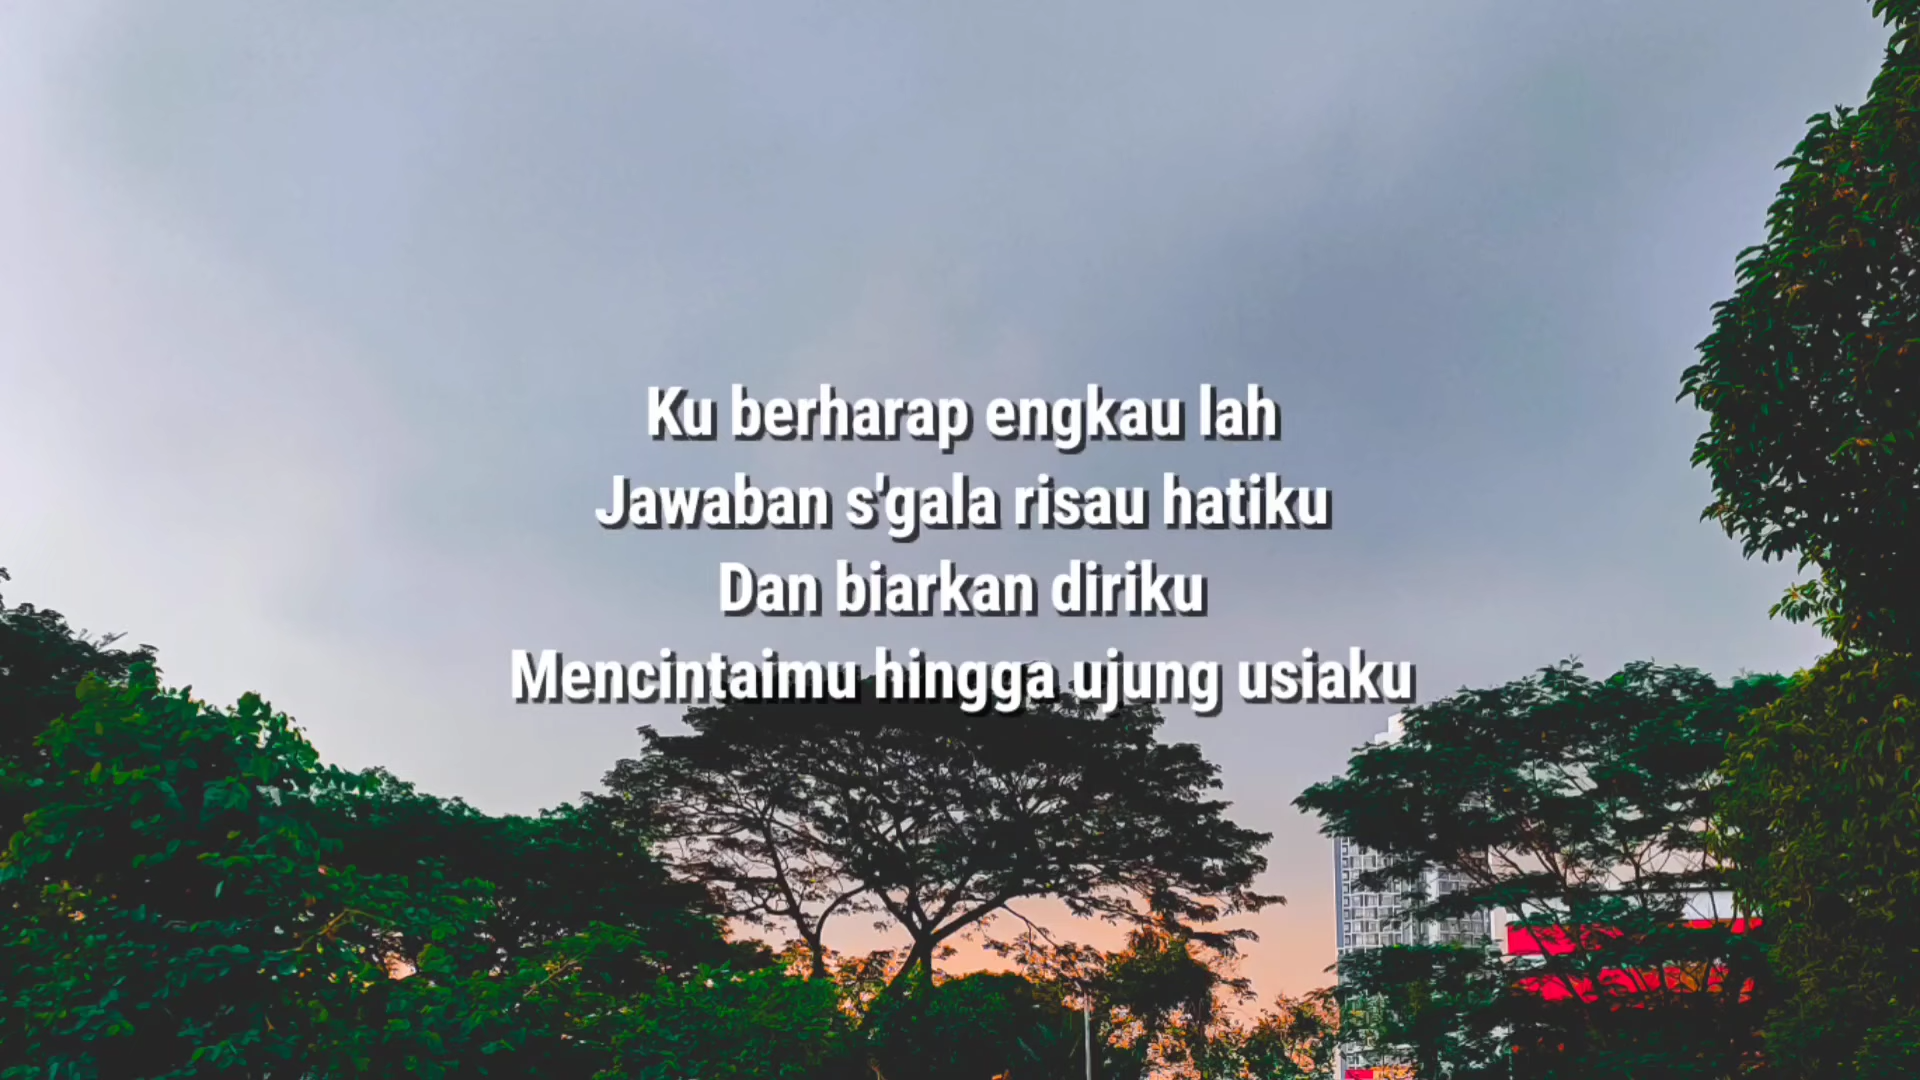 Ku berharap engkau lah
Jawaban s'gala risau hatiku
Dan biarkan diriku
Mencintaimu hingga ujung usiaku